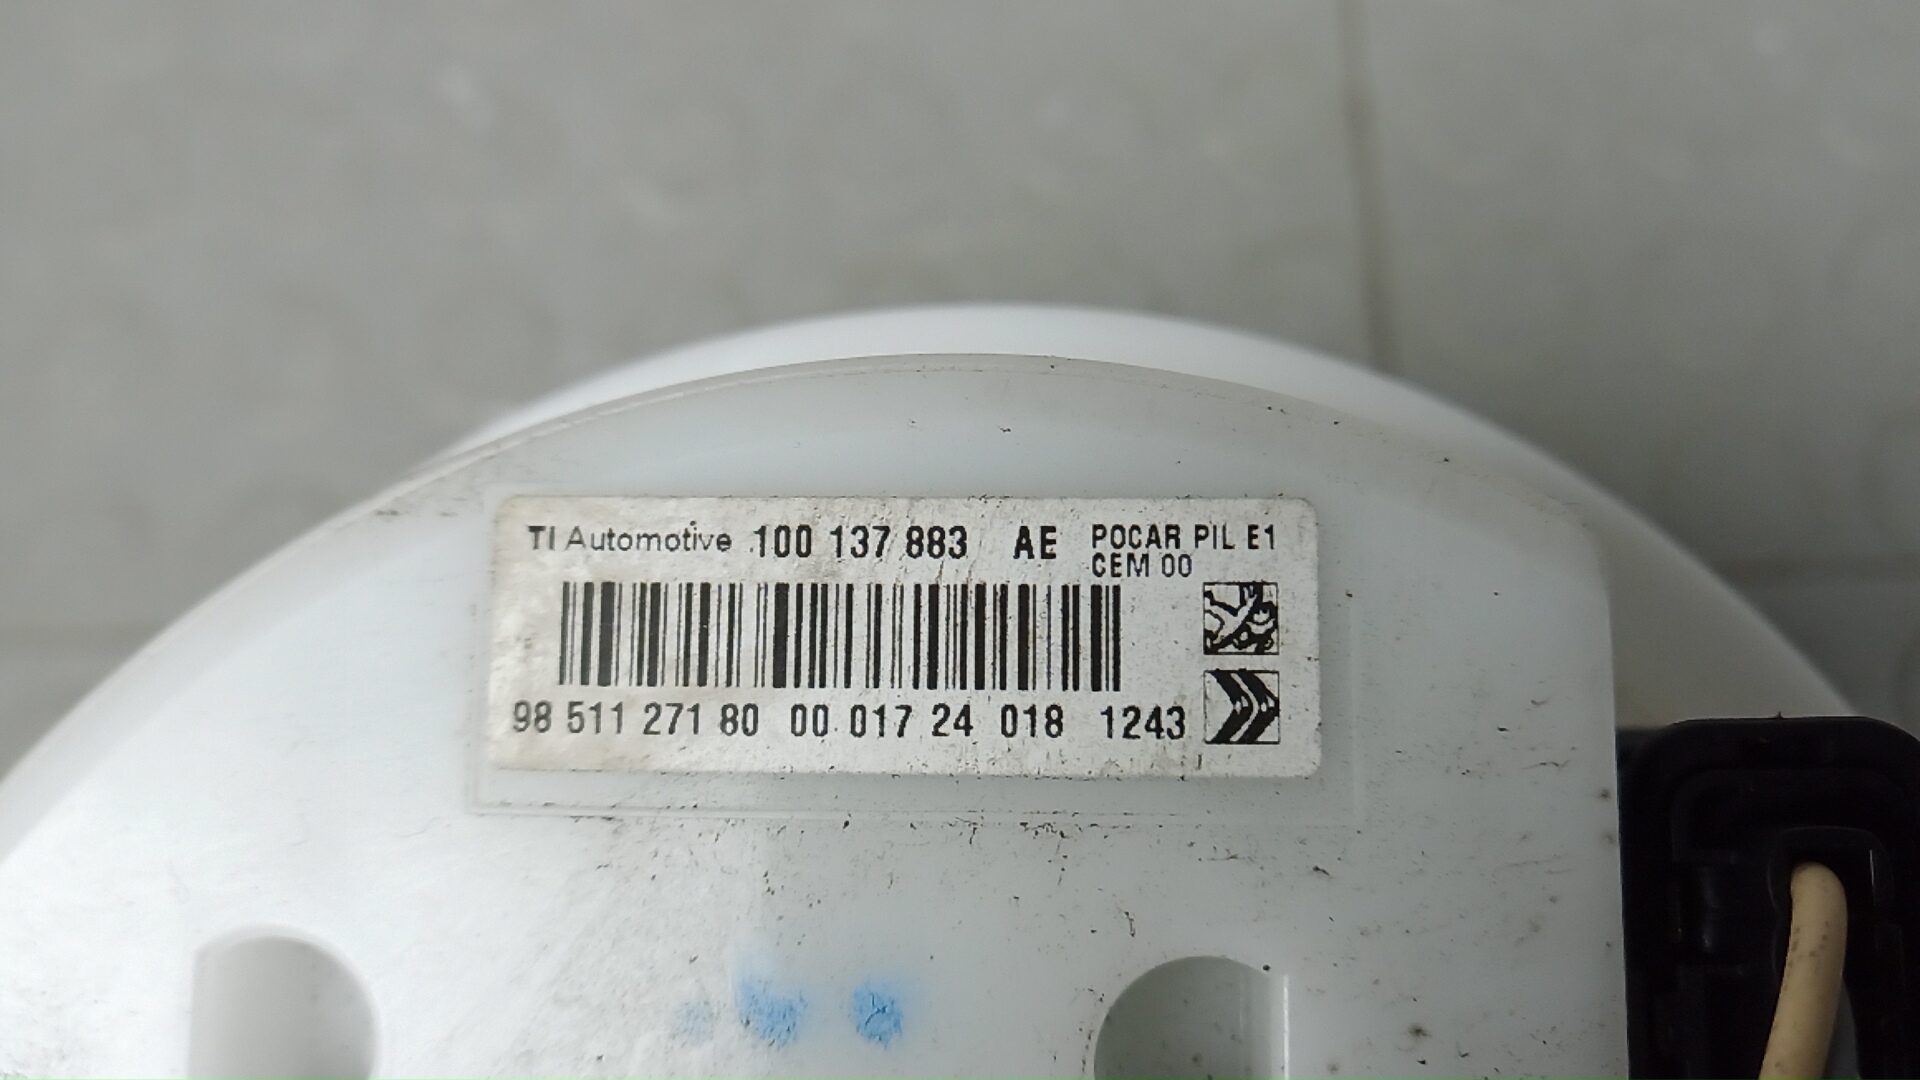 TI Automotive 100 137 883 AE POCAR PIL E1
CEM 00
98 511 271 80 00 017 24 018 1243